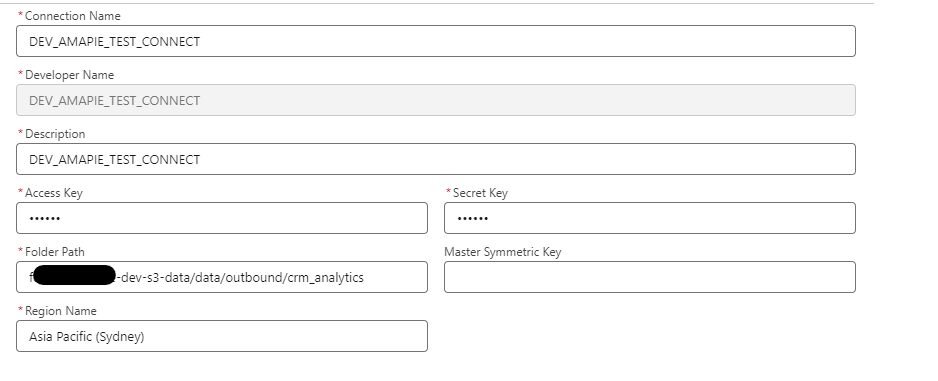 * Connection Name
DEV_AMAPIE_TEST_CONNECT
* Developer Name
DEV_AMAPIE_TEST_CONNECT
* Description
DEV_AMAPIE_TEST_CONNECT
* Access Key
••••••
* Secret Key
••••••
* Folder Path
-dev-s3-data/data/outbound/crm_analytics
Master Symmetric Key
* Region Name
Asia Pacific (Sydney)